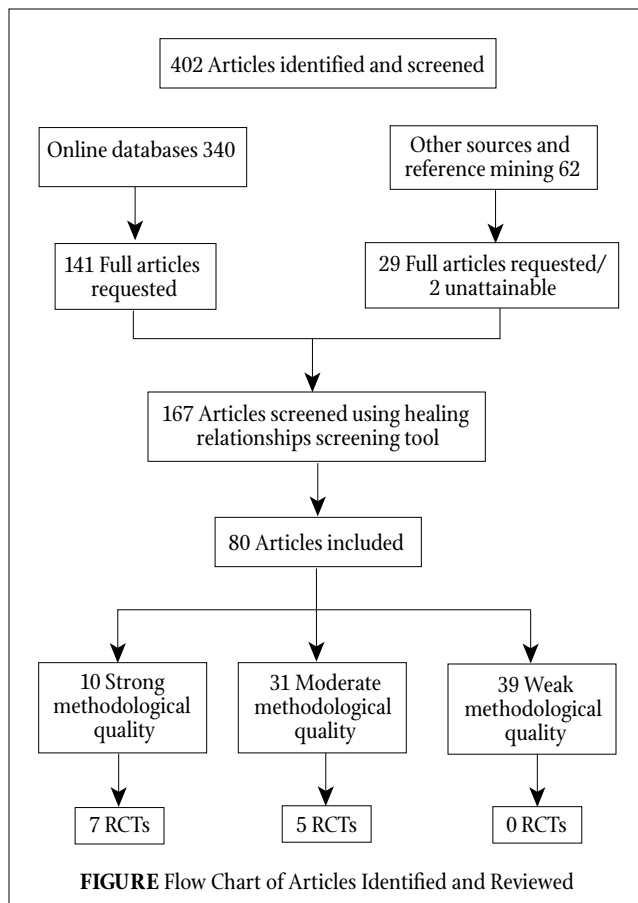 402 Articles identified and screened
Online databases 340
Other sources and
reference mining 62
141 Full articles
requested
29 Full articles requested/
2 unattainable
167 Articles screened using healing
relationships screening tool
80 Articles included
10 Strong
methodological
quality
31 Moderate
methodological
quality
39 Weak
methodological
quality
7 RCTs
5 RCTs
0 RCTs
FIGURE Flow Chart of Articles Identified and Reviewed